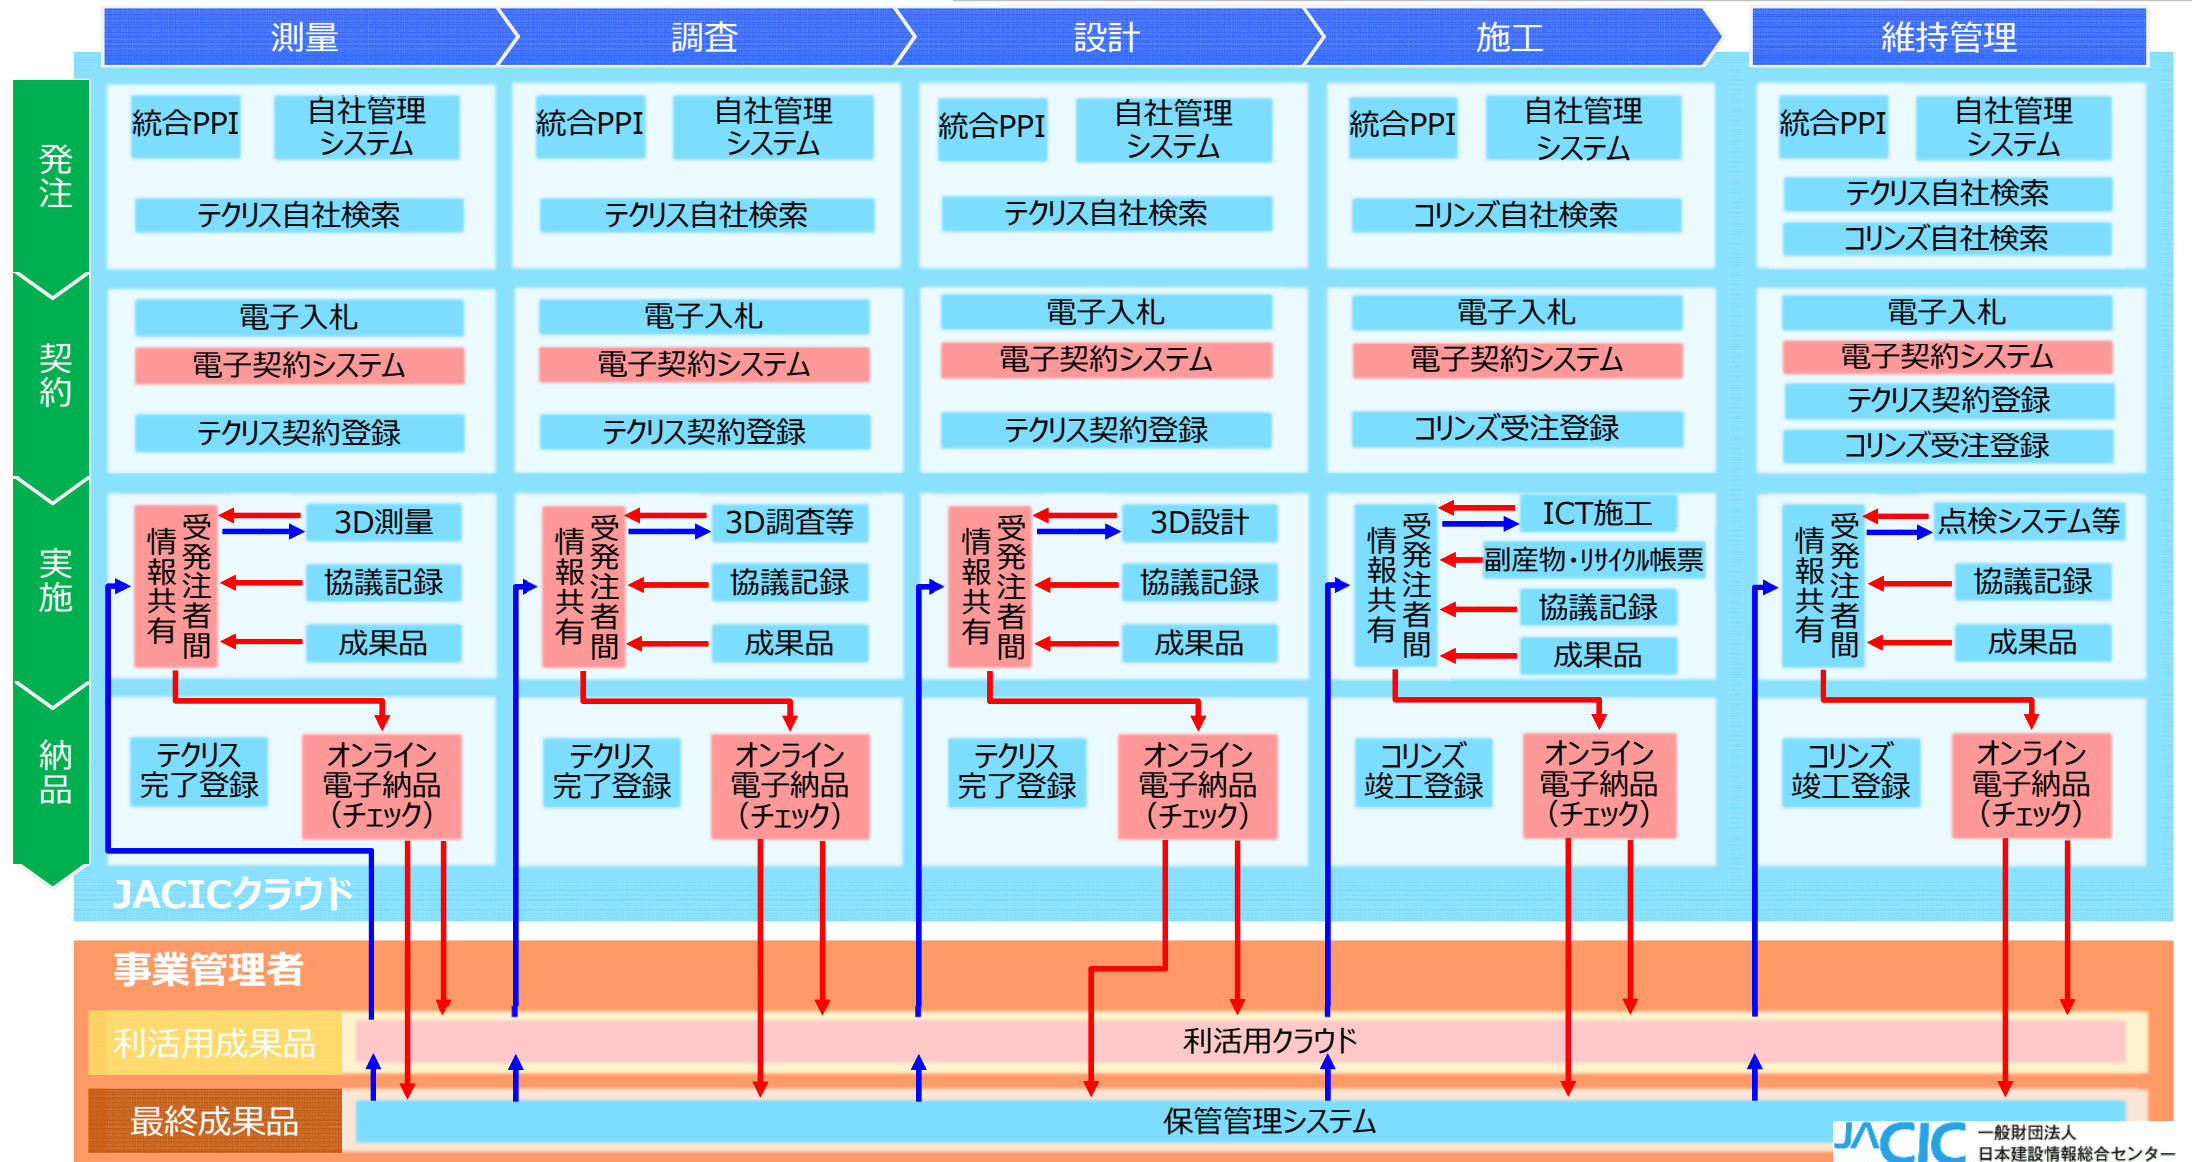 測量
調査
設計
施工
維持管理
発注
統合PPI
自社管理
システム
テクリス自社検索
統合PPI
自社管理
システム
テクリス自社検索
統合PPI
自社管理
システム
テクリス自社検索
統合PPI
自社管理
システム
コリンズ自社検索
統合PPI
自社管理
システム
テクリス自社検索
コリンズ自社検索
契約
電子入札
電子契約システム
テクリス契約登録
電子入札
電子契約システム
テクリス契約登録
電子入札
電子契約システム
テクリス契約登録
電子入札
電子契約システム
コリンズ受注登録
電子入札
電子契約システム
テクリス契約登録
コリンズ受注登録
実施
受発注者間
情報共有
3D測量
協議記録
成果品
受発注者間
情報共有
3D調査等
協議記録
成果品
受発注者間
情報共有
3D設計
協議記録
成果品
受発注者間
情報共有
ICT施工
副産物・リサイクル帳票
協議記録
成果品
受発注者間
情報共有
点検システム等
協議記録
成果品
納品
テクリス
完了登録
オンライン
電子納品
(チェック)
テクリス
完了登録
オンライン
電子納品
(チェック)
テクリス
完了登録
オンライン
電子納品
(チェック)
コリンズ
竣工登録
オンライン
電子納品
(チェック)
コリンズ
竣工登録
オンライン
電子納品
(チェック)
JACICクラウド
事業管理者
利活用成果品
利活用クラウド
最終成果品
保管管理システム
JACIC
一般財団法人
日本建設情報総合センター